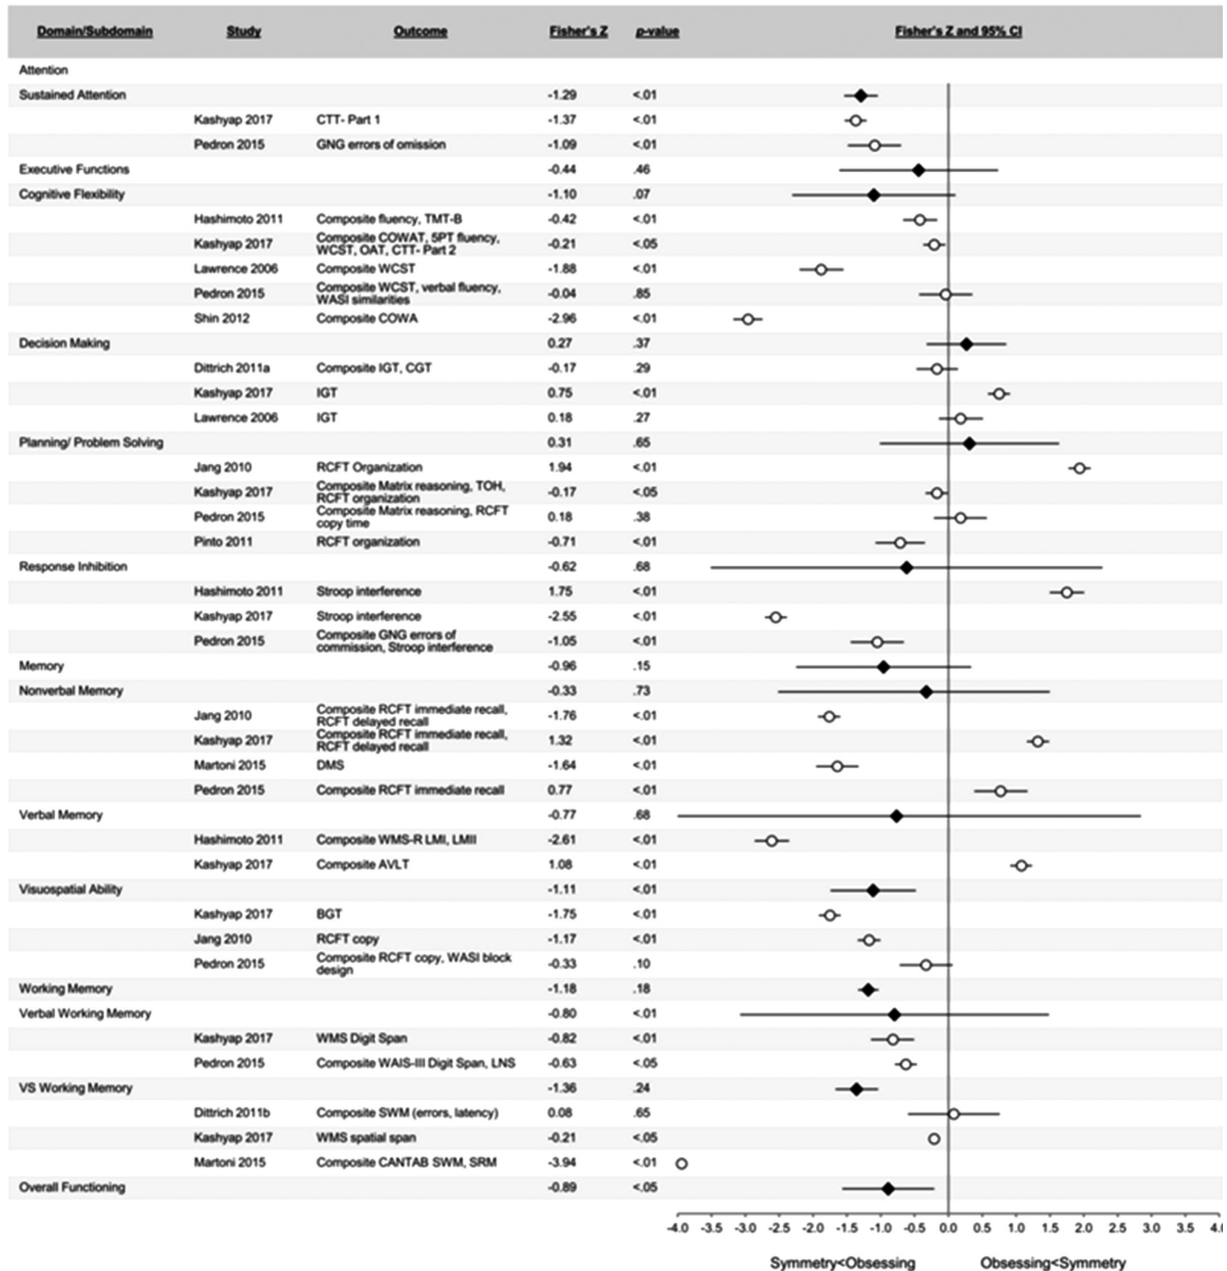 Domain/Subdomain Study Outcome Fisher's Z p-value Fisher's Z and 95% CI
Attention
Sustained Attention -1.29 <.01
Kashyap 2017 CTT- Part 1 -1.37 <.01
Pedron 2015 GNG errors of omission -1.09 <.01
Executive Functions -0.44 .46
Cognitive Flexibility -1.10 .07
Hashimoto 2011 Composite fluency, TMT-B -0.42 <.01
Kashyap 2017 Composite COWAT, 5PT fluency, -0.21 <.05
WCST, OAT, CTT- Part 2
Lawrence 2006 Composite WCST -1.88 <.01
Pedron 2015 Composite WCST, verbal fluency, -0.04 .85
WASI similarities
Shin 2012 Composite COWA -2.96 <.01
Decision Making 0.27 .37
Dittrich 2011a Composite IGT, CGT -0.17 .29
Kashyap 2017 IGT 0.75 <.01
Lawrence 2006 IGT 0.18 .27
Planning/ Problem Solving 0.31 .65
Jang 2010 RCFT Organization 1.94 <.01
Kashyap 2017 Composite Matrix reasoning, TOH, -0.17 <.05
RCFT organization
Pedron 2015 Composite Matrix reasoning, RCFT 0.18 .38
copy time
Pinto 2011 RCFT organization -0.71 <.01
Response Inhibition -0.62 .68
Hashimoto 2011 Stroop interference 1.75 <.01
Kashyap 2017 Stroop interference -2.55 <.01
Pedron 2015 Composite GNG errors of -1.05 <.01
commission, Stroop interference
Memory -0.96 .15
Nonverbal Memory -0.33 .73
Jang 2010 Composite RCFT immediate recall, -1.76 <.01
RCFT delayed recall
Kashyap 2017 Composite RCFT immediate recall, 1.32 <.01
RCFT delayed recall
Martoni 2015 DMS -1.64 <.01
Pedron 2015 Composite RCFT immediate recall 0.77 <.01
Verbal Memory -0.77 .68
Hashimoto 2011 Composite WMS-R LMI, LMII -2.61 <.01
Kashyap 2017 Composite AVLT 1.08 <.01
Visuospatial Ability -1.11 <.01
Kashyap 2017 BGT -1.75 <.01
Jang 2010 RCFT copy -1.17 <.01
Pedron 2015 Composite RCFT copy, WASI block -0.33 .10
design
Working Memory -1.18 .18
Verbal Working Memory -0.80 <.01
Kashyap 2017 WMS Digit Span -0.82 <.01
Pedron 2015 Composite WAIS-III Digit Span, LNS -0.63 <.05
VS Working Memory -1.36 .24
Dittrich 2011b Composite SWM (errors, latency) 0.08 .65
Kashyap 2017 WMS spatial span -0.21 <.05
Martoni 2015 Composite CANTAB SWM, SRM -3.94 <.01
Overall Functioning -0.89 <.05
-4.0 -3.5 -3.0 -2.5 -2.0 -1.5 -1.0 -0.5 0.0 0.5 1.0 1.5 2.0 2.5 3.0 3.5 4.0
Symmetry<Obsessing Obsessing<Symmetry